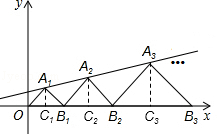 y
A₃
A₂
A₁
...
O C₁ B₁ C₂ B₂ C₃ B₃ x